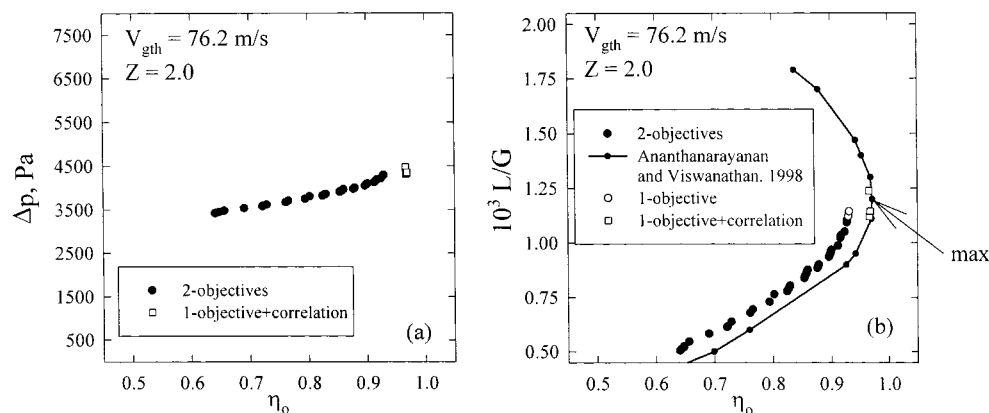 V_gth = 76.2 m/s
Z = 2.0
7500
6500
5500
4500
3500
2500
1500
500
Δp, Pa
2-objectives
1-objective+correlation
(a)
0.5 0.6 0.7 0.8 0.9 1.0
η_o
V_gth = 76.2 m/s
Z = 2.0
2.00
1.75
1.50
1.25
1.00
0.75
0.50
10³ L/G
2-objectives
Ananthanarayanan
and Viswanathan. 1998
1-objective
1-objective+correlation
max
(b)
0.5 0.6 0.7 0.8 0.9 1.0
η_o